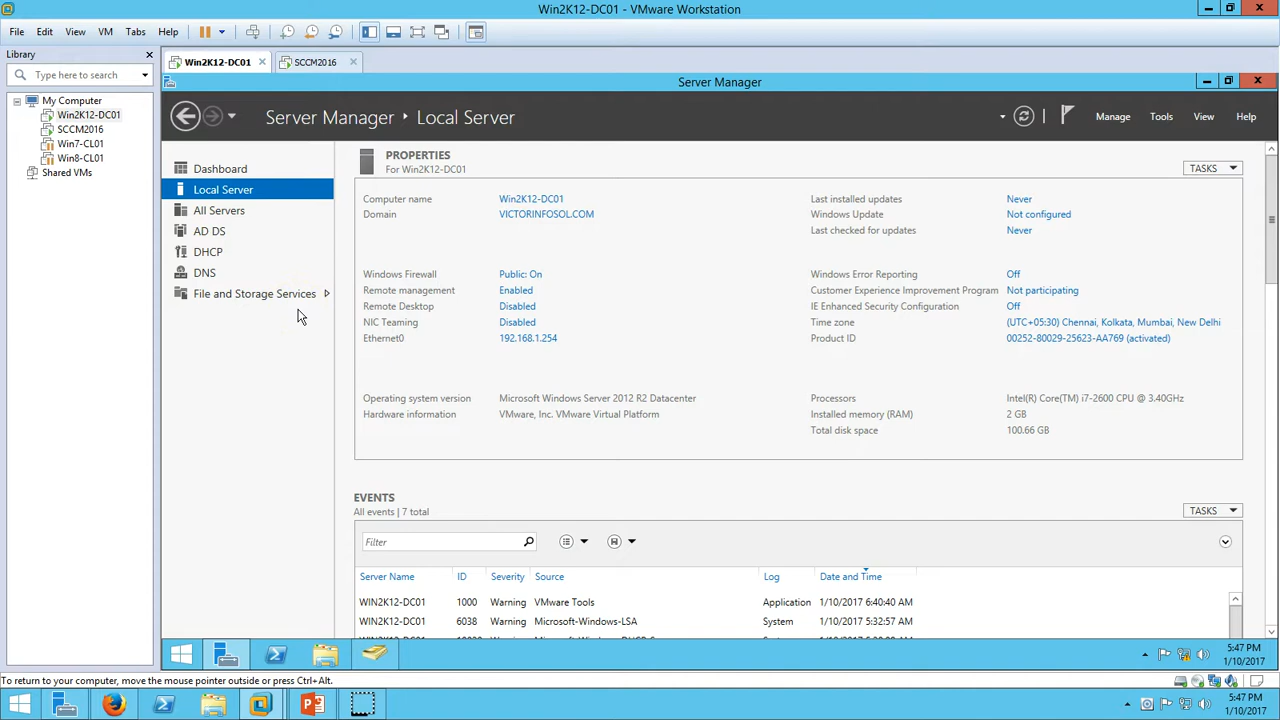 Win2K12-DC01 - VMware Workstation
File Edit View VM Tabs Help
Library
Type here to search
My Computer
Win2K12-DC01
SCCM2016
Win7-CL01
Win8-CL01
Shared VMs
Win2K12-DC01 SCCM2016
Server Manager
Server Manager Local Server
Manage Tools View Help
Dashboard
Local Server
All Servers
AD DS
DHCP
DNS
File and Storage Services
PROPERTIES
For Win2K12-DC01
TASKS
Computer name Win2K12-DC01 Last installed updates Never
Domain VICTORINFOSOL.COM Windows Update Not configured
Last checked for updates Never
Windows Firewall Public: On Windows Error Reporting Off
Remote management Enabled Customer Experience Improvement Program Not participating
Remote Desktop Disabled IE Enhanced Security Configuration Off
NIC Teaming Disabled Time zone (UTC+05:30) Chennai, Kolkata, Mumbai, New Delhi
Ethernet0 192.168.1.254 Product ID 00252-80029-25623-AA769 (activated)
Operating system version Microsoft Windows Server 2012 R2 Datacenter Processors Intel(R) Core(TM) i7-2600 CPU @ 3.40GHz
Hardware information VMware, Inc. VMware Virtual Platform Installed memory (RAM) 2 GB
Total disk space 100.66 GB
EVENTS
All events | 7 total
TASKS
Filter
Server Name ID Severity Source Log Date and Time
WIN2K12-DC01 1000 Warning VMware Tools Application 1/10/2017 6:40:40 AM
WIN2K12-DC01 6038 Warning Microsoft-Windows-LSA System 1/10/2017 5:32:57 AM
5:47 PM
1/10/2017
To return to your computer, move the mouse pointer outside or press Ctrl+Alt.
5:47 PM
1/10/2017